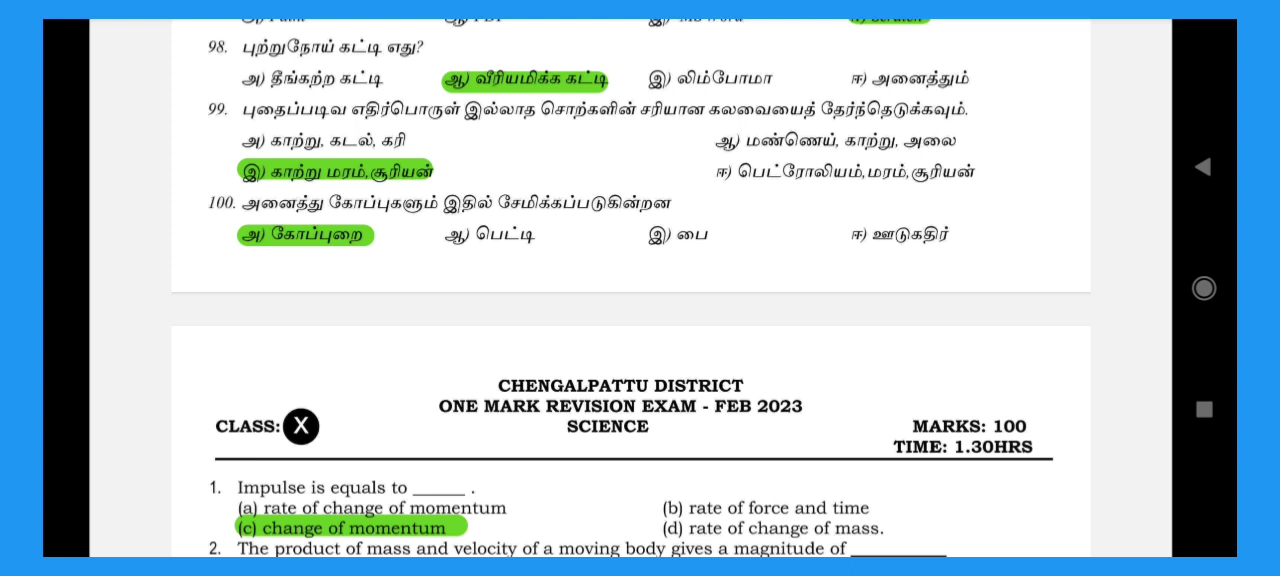 98. புற்றுநோய் கட்டி எது?
அ) தீங்கற்ற கட்டி ஆ) வீரியமிக்க கட்டி இ) லிம்போமா ஈ) அனைத்தும்
99. புதைப்படிவ எதிர்பொருள் இல்லாத சொற்களின் சரியான கலவையைத் தேர்ந்தெடுக்கவும்.
அ) காற்று, கடல், கரி ஆ) மண்ணெய், காற்று, அலை
இ) காற்று மரம்,சூரியன் ஈ) பெட்ரோலியம்,மரம்,சூரியன்
100. அனைத்து கோப்புகளும் இதில் சேமிக்கப்படுகின்றன
அ) கோப்புறை ஆ) பெட்டி இ) பை ஈ) ஊடுகதிர்
CHENGALPATTU DISTRICT
ONE MARK REVISION EXAM - FEB 2023
CLASS: X SCIENCE MARKS: 100
TIME: 1.30HRS
1. Impulse is equals to ______ .
(a) rate of change of momentum (b) rate of force and time
(c) change of momentum (d) rate of change of mass.
2. The product of mass and velocity of a moving body gives a magnitude of ___________